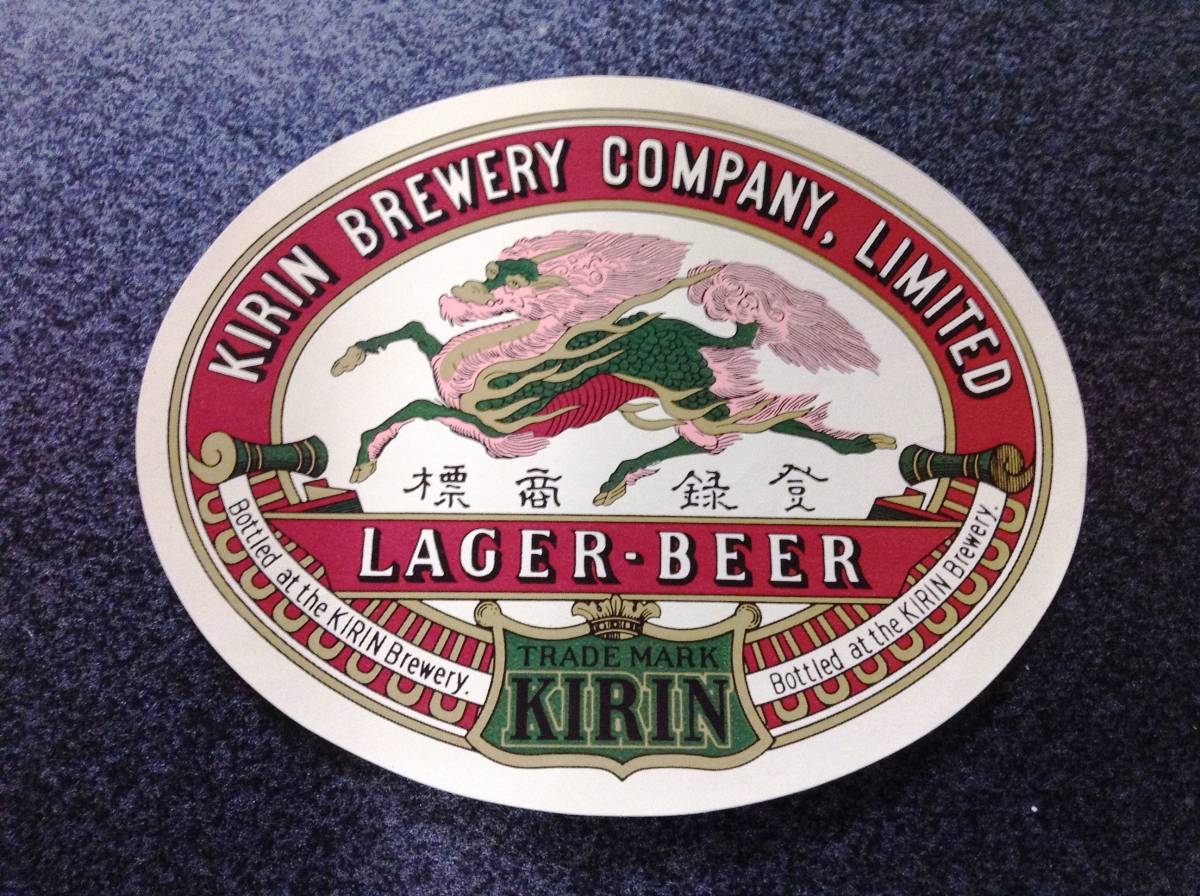 KIRIN BREWERY COMPANY, LIMITED
標商 録登
LAGER-BEER
Bottled at the KIRIN Brewery.
Bottled at the KIRIN Brewery.
TRADE MARK
KIRIN